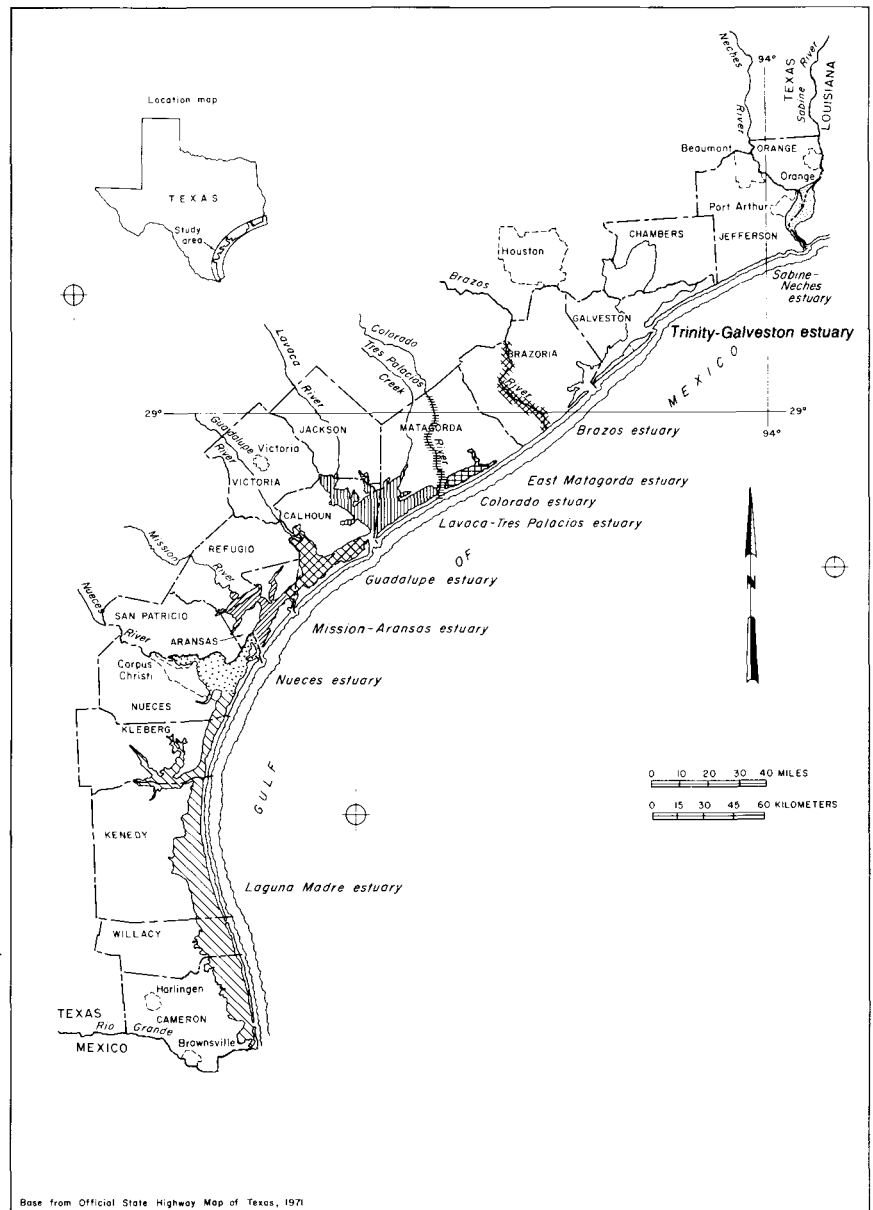 Location map
TEXAS
Study
area
Neches
River
94°
TEXAS
Sabine River
LOUISIANA
Beaumont
ORANGE
Orange
Port Arthur
JEFFERSON
CHAMBERS
Houston
Sabine-
Neches
estuary
Brazos
River
GALVESTON
Trinity-Galveston estuary
BRAZORIA
GULF OF MEXICO
Colorado
River
Tres Palacios
Creek
Lavaca
River
29°
29°
94°
JACKSON
MATAGORDA
Brazos estuary
Guadalupe
River
Victoria
VICTORIA
East Matagorda estuary
Colorado estuary
Lavaca-Tres Palacios estuary
CALHOUN
Mission
River
REFUGIO
Guadalupe estuary
N
Nueces
River
SAN PATRICIO
ARANSAS
Mission-Aransas estuary
Corpus
Christi
Nueces estuary
NUECES
KLEBERG
0 10 20 30 40 MILES
0 15 30 45 60 KILOMETERS
KENEDY
Laguna Madre estuary
WILLACY
Harlingen
CAMERON
TEXAS
Rio Grande
MEXICO
Brownsville
Base from Official State Highway Map of Texas, 1971